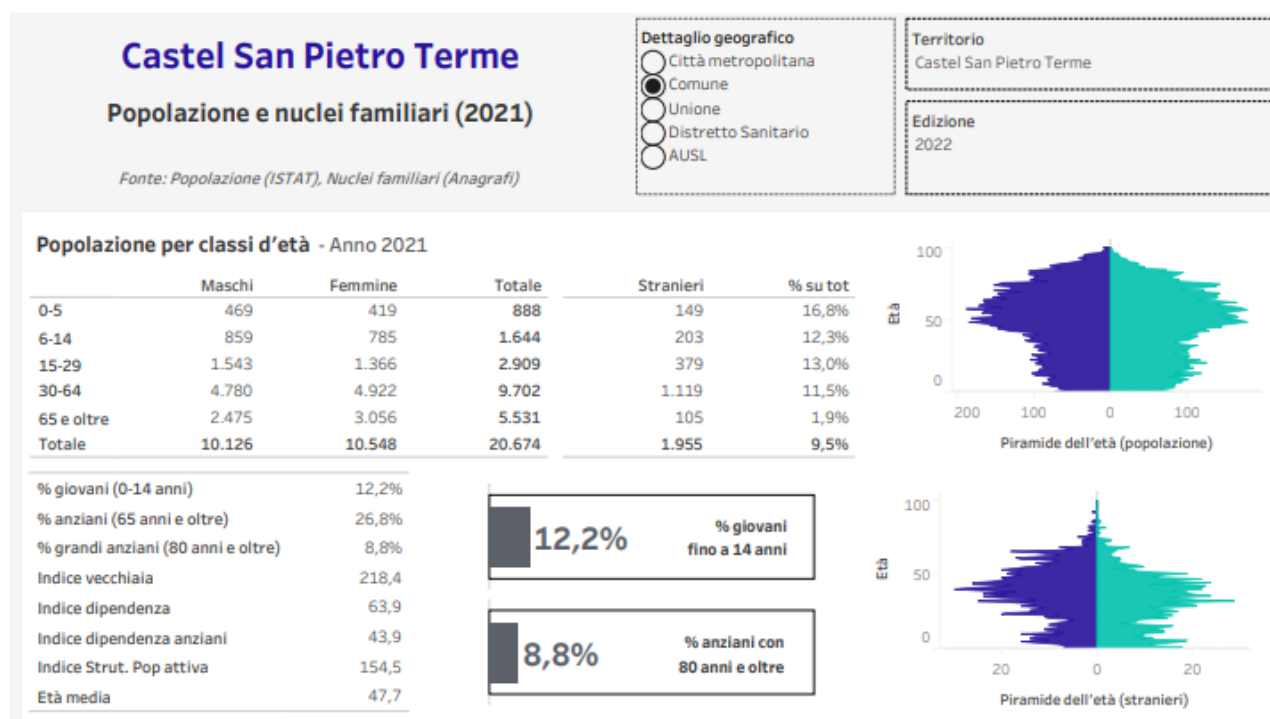 Castel San Pietro Terme
Popolazione e nuclei familiari (2021)
Fonte: Popolazione (ISTAT), Nuclei familiari (Anagrafi)
Dettaglio geografico
Città metropolitana
Comune
Unione
Distretto Sanitario
AUSL
Territorio
Castel San Pietro Terme
Edizione
2022
Popolazione per classi d'età - Anno 2021
Maschi Femmine Totale Stranieri % su tot
0-5 469 419 888 149 16,8%
6-14 859 785 1.644 203 12,3%
15-29 1.543 1.366 2.909 379 13,0%
30-64 4.780 4.922 9.702 1.119 11,5%
65 e oltre 2.475 3.056 5.531 105 1,9%
Totale 10.126 10.548 20.674 1.955 9,5%
100
Età
50
0
200 100 0 100
Piramide dell'età (popolazione)
% giovani (0-14 anni) 12,2%
% anziani (65 anni e oltre) 26,8%
% grandi anziani (80 anni e oltre) 8,8%
Indice vecchiaia 218,4
Indice dipendenza 63,9
Indice dipendenza anziani 43,9
Indice Strut. Pop attiva 154,5
Età media 47,7
12,2%
% giovani
fino a 14 anni
8,8%
% anziani con
80 anni e oltre
100
Età
50
0
20 0 20
Piramide dell'età (stranieri)